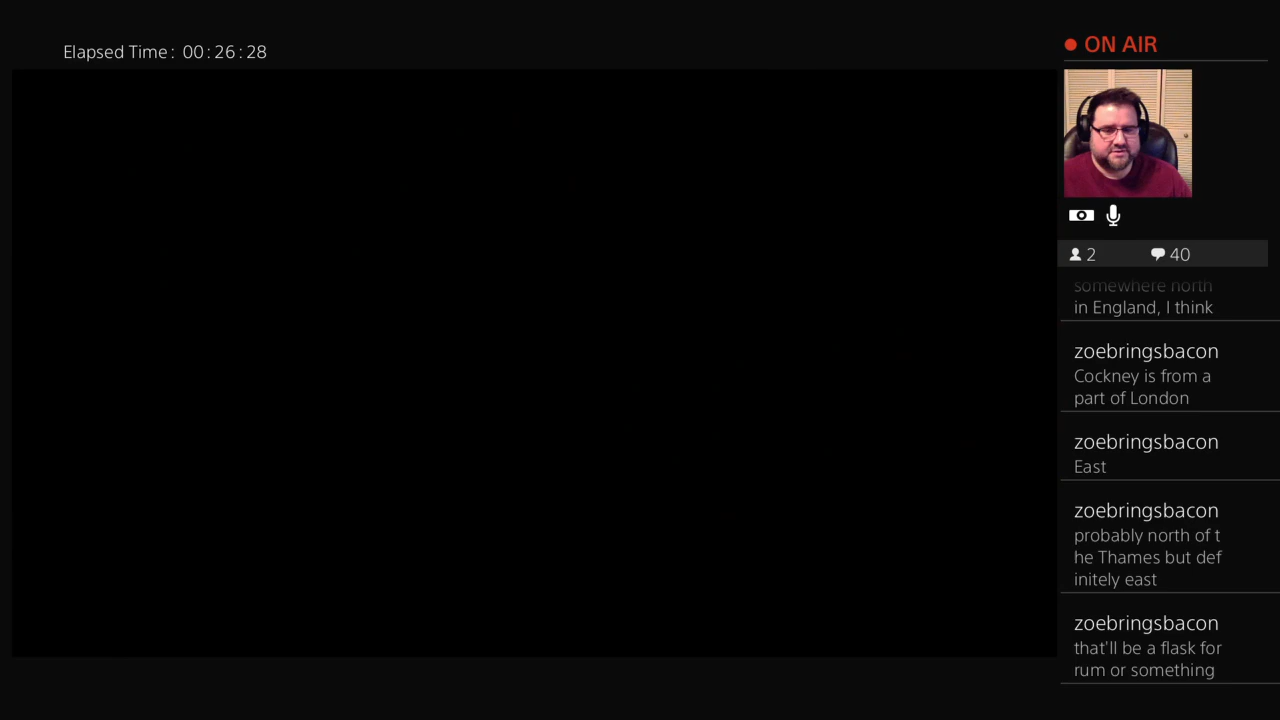 Elapsed Time: 00:26:28
ON AIR
2
40
somewhere north
in England, I think
zoebringsbacon
Cockney is from a
part of London
zoebringsbacon
East
zoebringsbacon
probably north of t
he Thames but def
initely east
zoebringsbacon
that'll be a flask for
rum or something